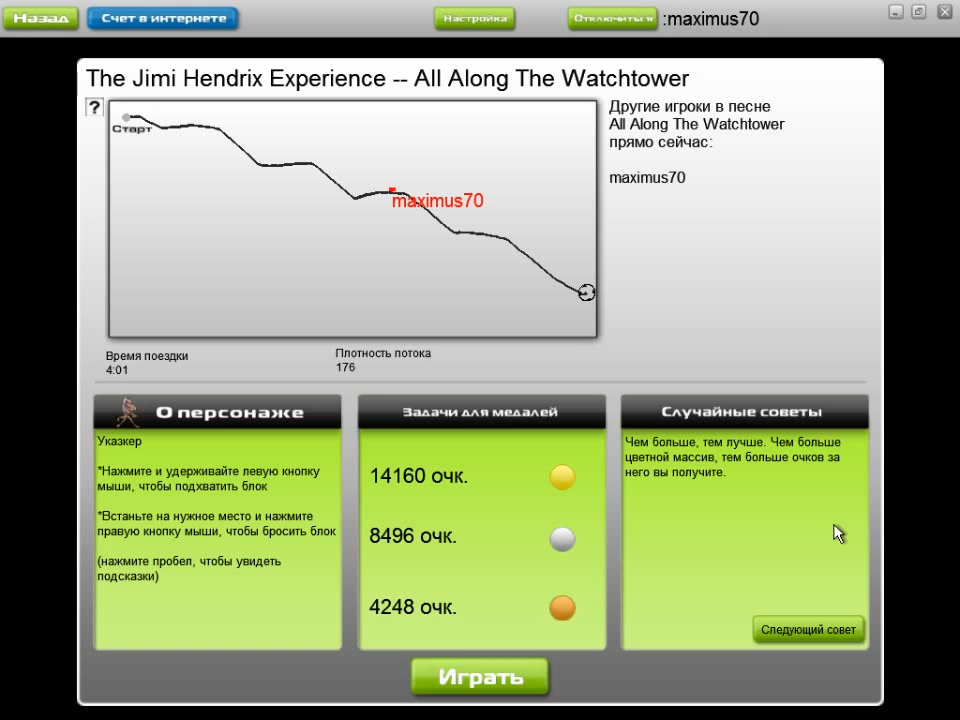 Назад
Счет в интернете
Настройка
Отключиться
:maximus70
The Jimi Hendrix Experience -- All Along The Watchtower
?
Старт
maximus70
Другие игроки в песне
All Along The Watchtower
прямо сейчас:
maximus70
Время поездки
4:01
Плотность потока
176
О персонаже
Указкер
*Нажмите и удерживайте левую кнопку
мыши, чтобы подхватить блок
*Встаньте на нужное место и нажмите
правую кнопку мыши, чтобы бросить блок
(нажмите пробел, чтобы увидеть
подсказки)
Задачи для медалей
14160 очк.
8496 очк.
4248 очк.
Случайные советы
Чем больше, тем лучше. Чем больше
цветной массив, тем больше очков за
него вы получите.
Следующий совет
Играть